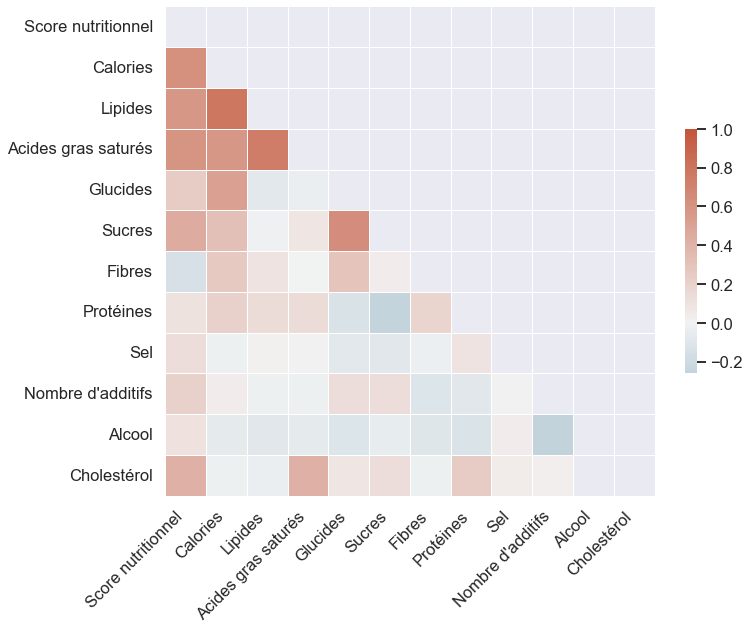 Score nutritionnel
Calories
Lipides
Acides gras saturés
Glucides
Sucres
Fibres
Protéines
Sel
Nombre d'additifs
Alcool
Cholestérol
1.0
0.8
0.6
0.4
0.2
0.0
−0.2
Score nutritionnel
Calories
Lipides
Acides gras saturés
Glucides
Sucres
Fibres
Protéines
Sel
Nombre d'additifs
Alcool
Cholestérol